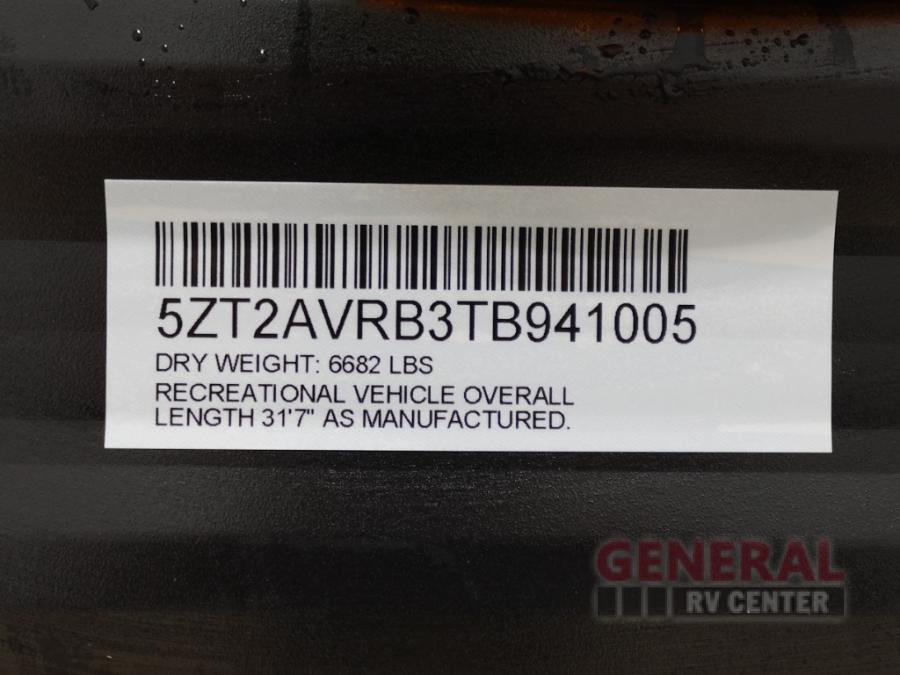 5ZT2AVRB3TB941005
DRY WEIGHT: 6682 LBS
RECREATIONAL VEHICLE OVERALL
LENGTH 31'7" AS MANUFACTURED.
GENERAL
RV CENTER